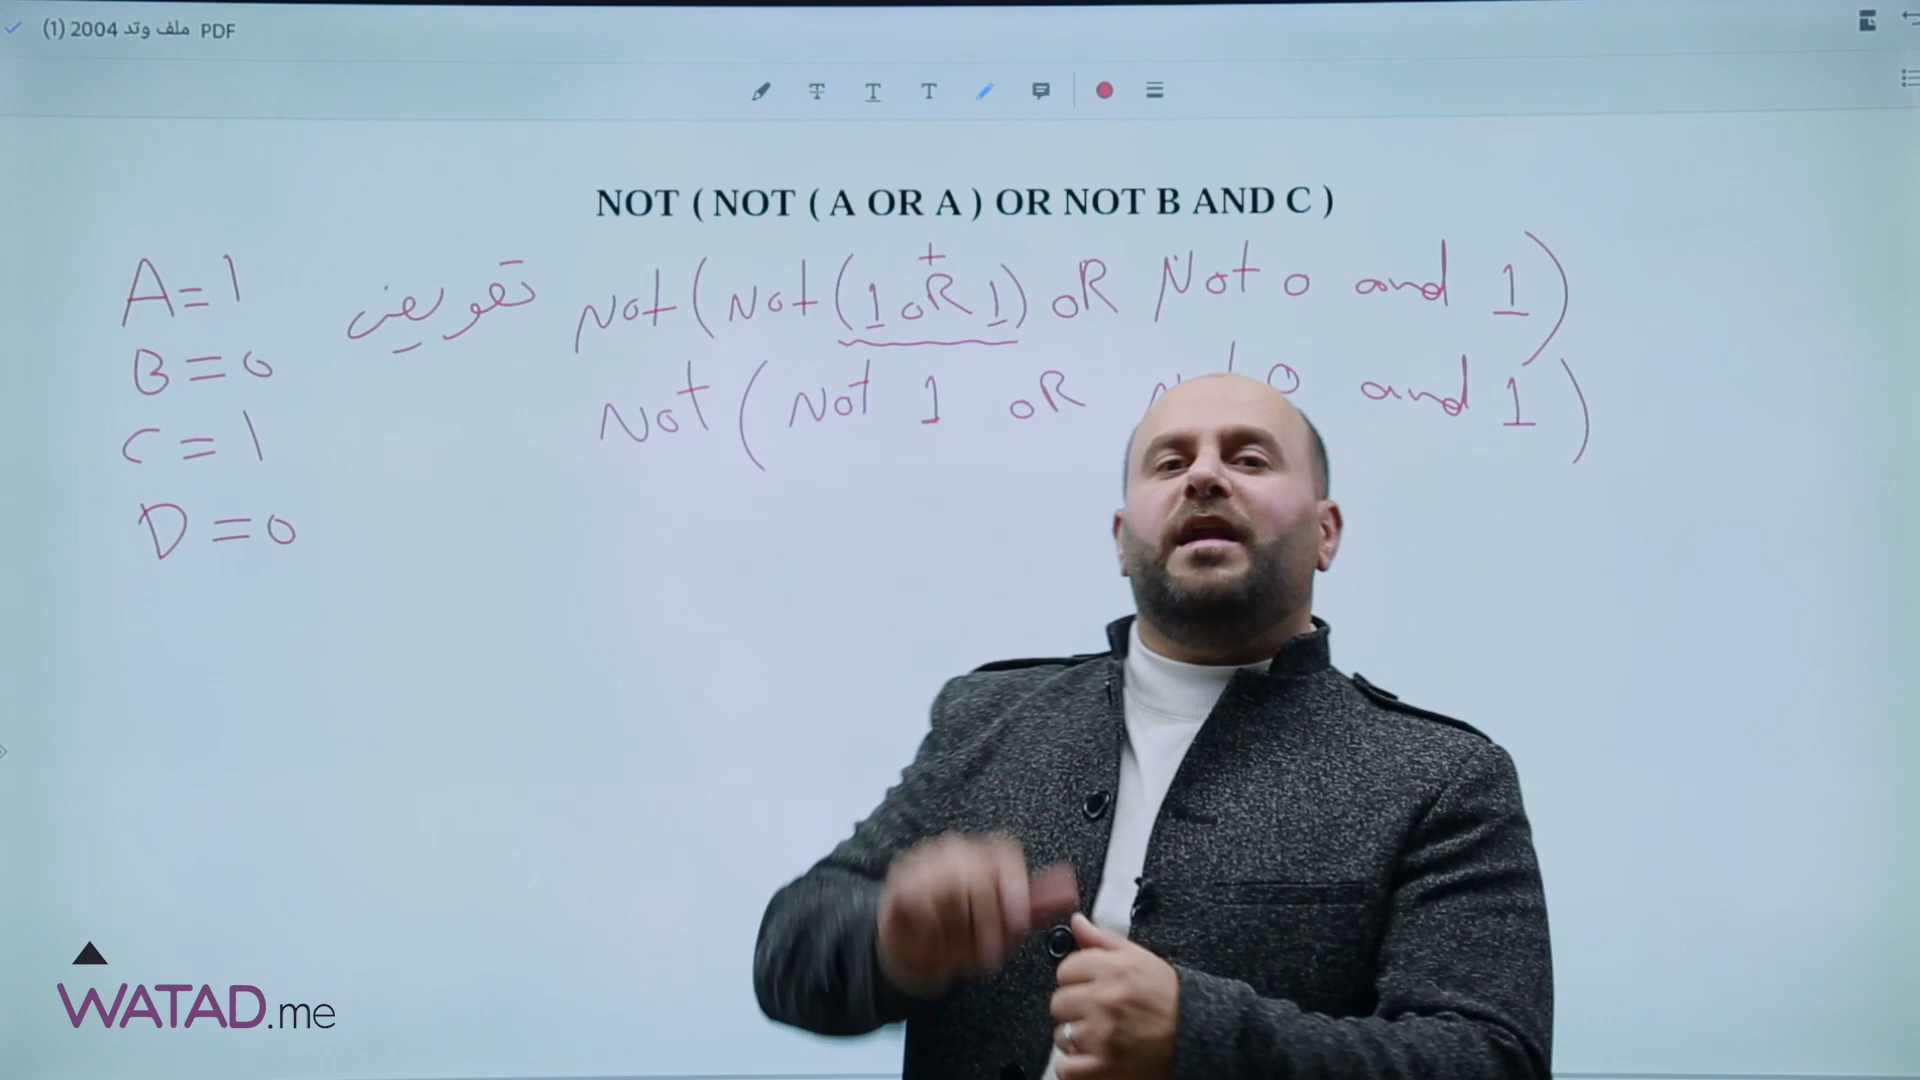 ملف وتد 2004 (1) PDF
NOT ( NOT ( A OR A ) OR NOT B AND C )
A=1
B=0
C=1
D=0
تعويض Not(Not(1 oR 1) oR Not 0 and 1)
+
Not(Not 1 oR 0 and 1)
WATAD.me